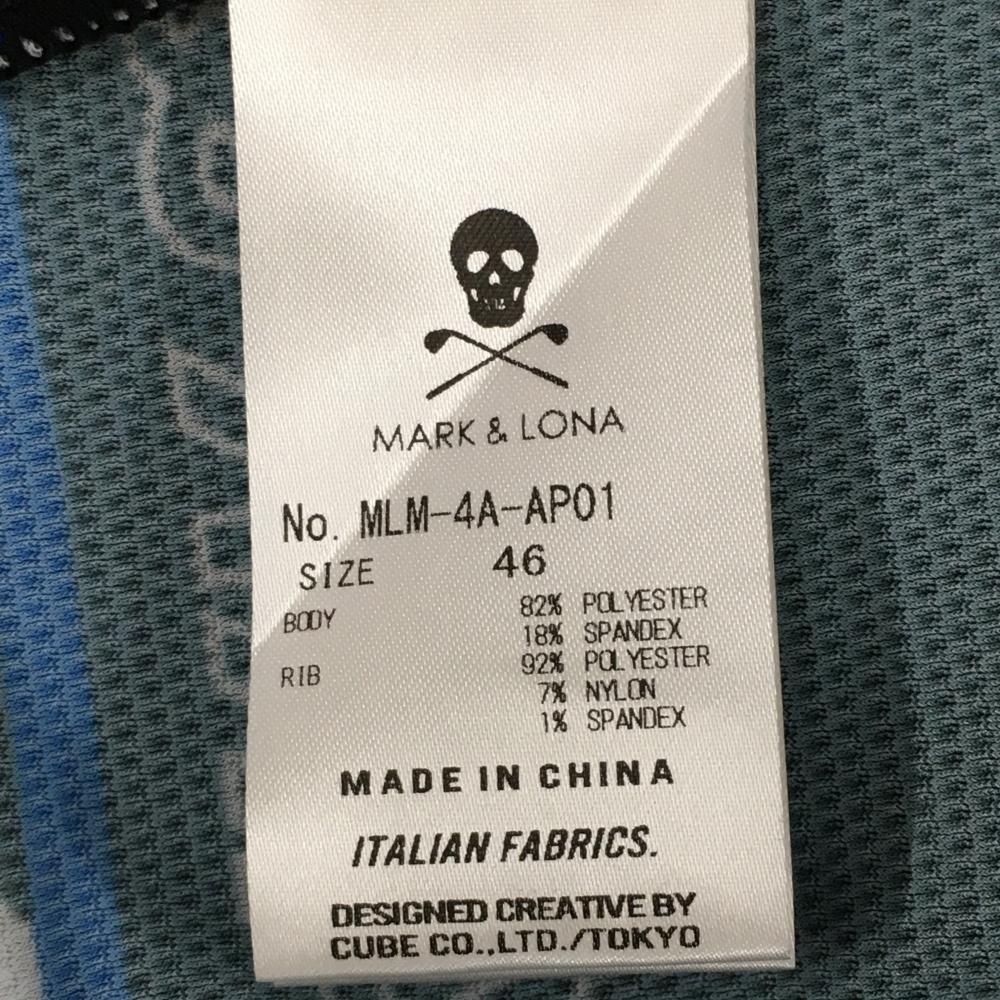 MARK & LONA
No. MLM-4A-AP01
SIZE 46
BODY 82% POLYESTER
18% SPANDEX
RIB 92% POLYESTER
7% NYLON
1% SPANDEX
MADE IN CHINA
ITALIAN FABRICS.
DESIGNED CREATIVE BY
CUBE CO.,LTD./TOKYO